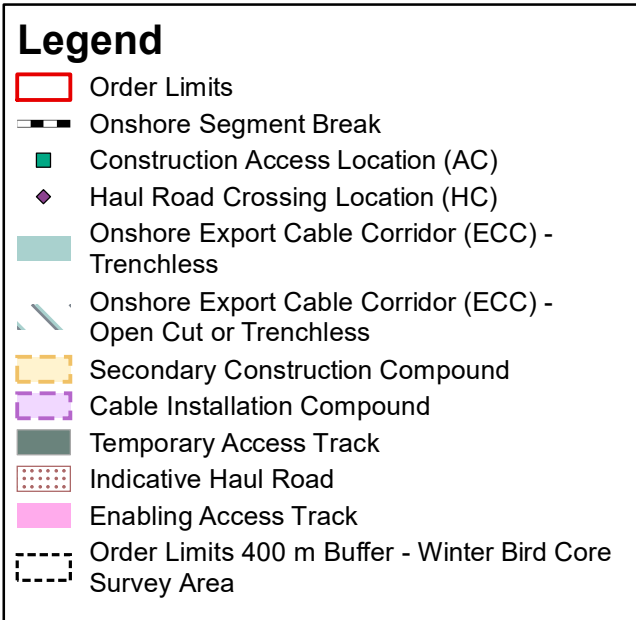 Legend
Order Limits
Onshore Segment Break
Construction Access Location (AC)
Haul Road Crossing Location (HC)
Onshore Export Cable Corridor (ECC) -
Trenchless
Onshore Export Cable Corridor (ECC) -
Open Cut or Trenchless
Secondary Construction Compound
Cable Installation Compound
Temporary Access Track
Indicative Haul Road
Enabling Access Track
Order Limits 400 m Buffer - Winter Bird Core
Survey Area